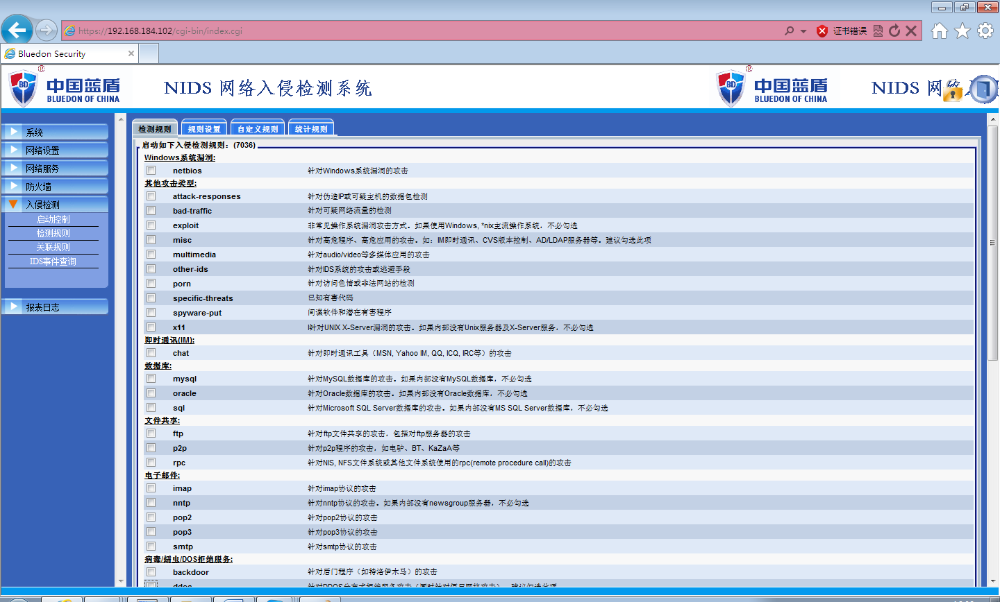 https://192.168.184.102/cgi-bin/index.cgi
证书错误
Bluedon Security
BD
®
中国蓝盾
BLUEDON OF CHINA
NIDS 网络入侵检测系统
BD
®
中国蓝盾
BLUEDON OF CHINA
NIDS 网络入
系统
网络设置
网络服务
防火墙
入侵检测
启动控制
检测规则
关联规则
IDS事件查询
报表日志
检测规则 规则设置 自定义规则 统计规则
启动如下入侵检测规则：(7036)
Windows系统漏洞:
netbios 针对Windows系统漏洞的攻击
其他攻击类型:
attack-responses 针对伪造IP或可疑主机的数据包检测
bad-traffic 针对可疑网络流量的检测
exploit 非常见操作系统漏洞攻击方式。如果使用Windows, *nix主流操作系统，不必勾选
misc 针对高危程序、高危应用的攻击。如：IM即时通讯、CVS版本控制、AD/LDAP服务器等。建议勾选此项
multimedia 针对audio/video等多媒体应用的攻击
other-ids 针对IDS系统的攻击或逃避手段
porn 针对访问色情或非法网站的检测
specific-threats 已知有害代码
spyware-put 间谍软件和潜在有害程序
x11 I针对UNIX X-Server漏洞的攻击。如果内部没有Unix服务器及X-Server服务，不必勾选
即时通讯(IM):
chat 针对即时通讯工具（MSN, Yahoo IM, QQ, ICQ, IRC等）的攻击
数据库:
mysql 针对MySQL数据库的攻击。如果内部没有MySQL数据库，不必勾选
oracle 针对Oracle数据库的攻击。如果内部没有Oracle数据库，不必勾选
sql 针对Microsoft SQL Server数据库的攻击。如果内部没有MS SQL Server数据库，不必勾选
文件共享:
ftp 针对ftp文件共享的攻击，包括对ftp服务器的攻击
p2p 针对p2p程序的攻击，如电驴、BT、KaZaA等
rpc 针对NIS, NFS文件系统或其他文件系统使用的rpc(remote procedure call)的攻击
电子邮件:
imap 针对imap协议的攻击
nntp 针对nntp协议的攻击。如果内部没有newsgroup服务器，不必勾选
pop2 针对pop2协议的攻击
pop3 针对pop3协议的攻击
smtp 针对smtp协议的攻击
病毒/蠕虫/DOS拒绝服务:
backdoor 针对后门程序（如特洛伊木马）的攻击